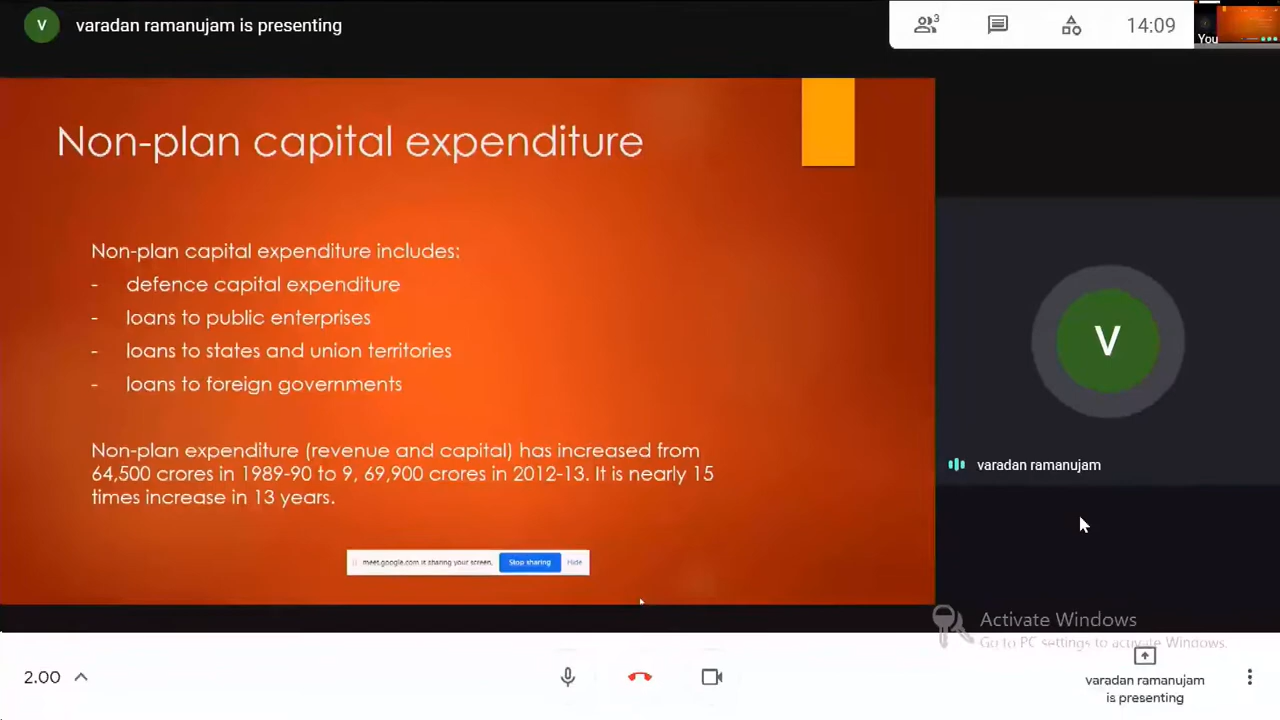 V varadan ramanujam is presenting
3
14:09
You
Non-plan capital expenditure
Non-plan capital expenditure includes:
- defence capital expenditure
- loans to public enterprises
- loans to states and union territories
- loans to foreign governments
Non-plan expenditure (revenue and capital) has increased from
64,500 crores in 1989-90 to 9, 69,900 crores in 2012-13. It is nearly 15
times increase in 13 years.
meet.google.com is sharing your screen. Stop sharing Hide
V
varadan ramanujam
Activate Windows
Go to PC settings to activate Windows.
2.00
varadan ramanujam
is presenting